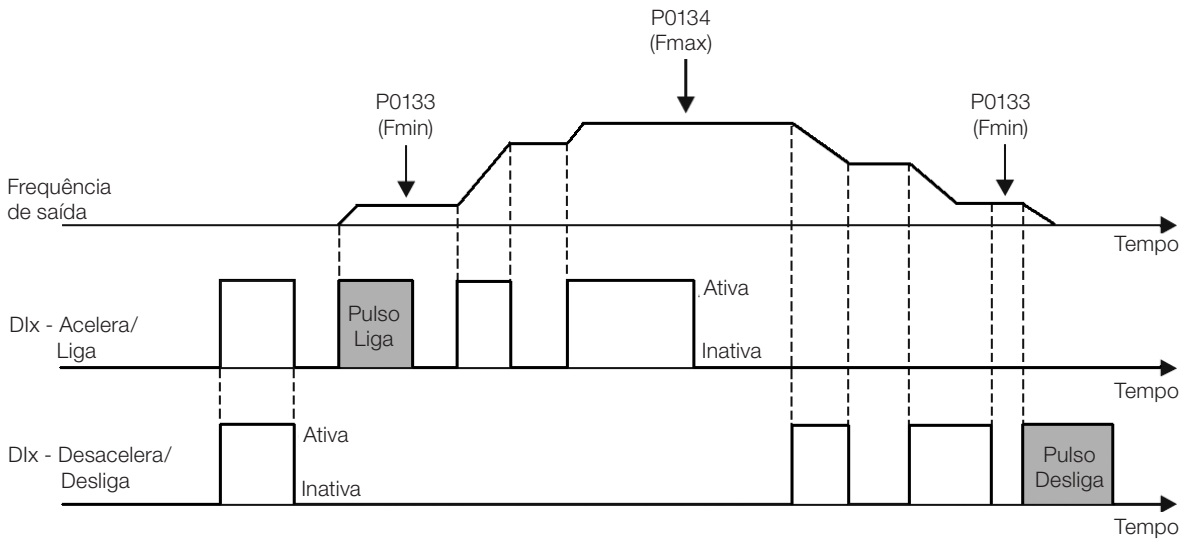 P0134
(Fmax)
P0133
(Fmin)
P0133
(Fmin)
Frequência
de saída
Tempo
DIx - Acelera/
Liga
Pulso
Liga
Ativa
Inativa
Tempo
DIx - Desacelera/
Desliga
Ativa
Inativa
Pulso
Desliga
Tempo